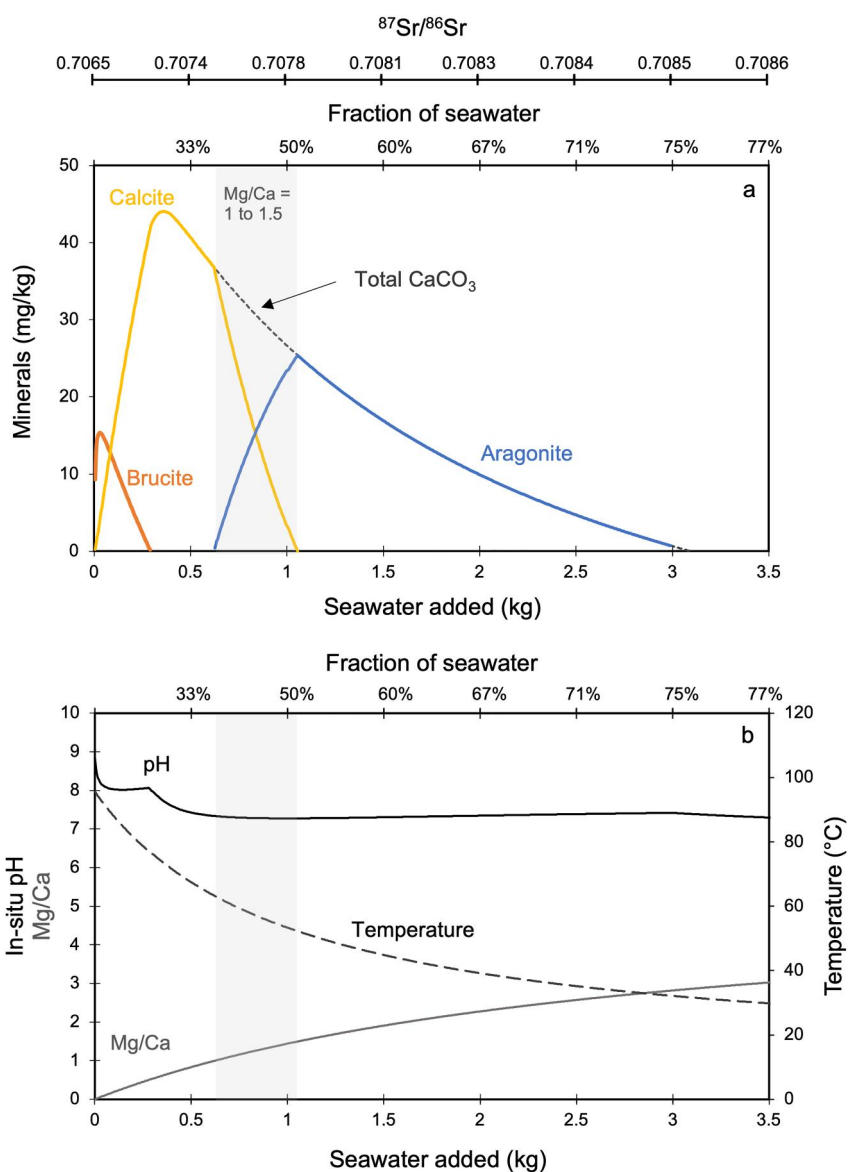 ⁸⁷Sr/⁸⁶Sr
0.7065 0.7074 0.7078 0.7081 0.7083 0.7084 0.7085 0.7086
Fraction of seawater
33% 50% 60% 67% 71% 75% 77%
50
Calcite
Mg/Ca =
1 to 1.5
a
40
Total CaCO₃
30
Minerals (mg/kg)
20
Brucite
Aragonite
10
0
0 0.5 1 1.5 2 2.5 3 3.5
Seawater added (kg)
Fraction of seawater
33% 50% 60% 67% 71% 75% 77%
10 120
b
9
pH
100
8
7
80
6
In-situ pH
Mg/Ca
5
60
Temperature
Temperature (°C)
4
40
3
2
20
Mg/Ca
1
0 0
0 0.5 1 1.5 2 2.5 3 3.5
Seawater added (kg)